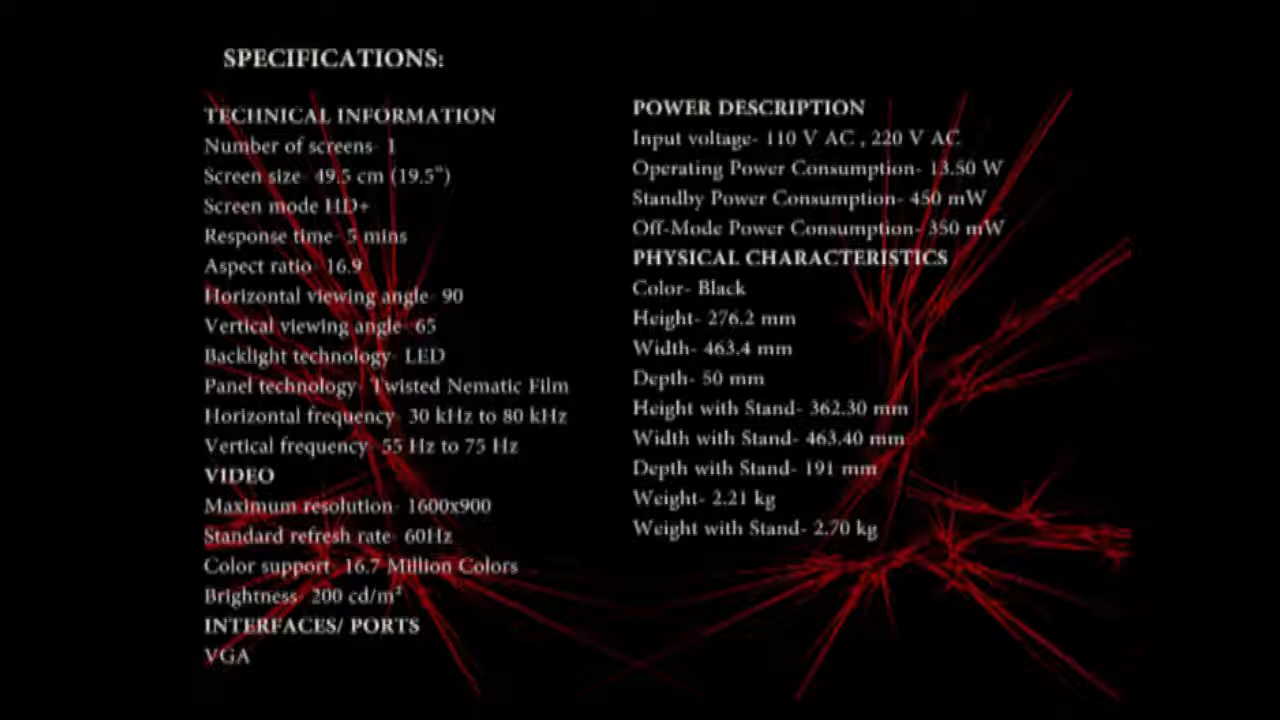 SPECIFICATIONS:
TECHNICAL INFORMATION
Number of screens- 1
Screen size- 49.5 cm (19.5")
Screen mode HD+
Response time- 5 mins
Aspect ratio- 16.9
Horizontal viewing angle- 90
Vertical viewing angle- 65
Backlight technology- LED
Panel technology- Twisted Nematic Film
Horizontal frequency- 30 kHz to 80 kHz
Vertical frequency- 55 Hz to 75 Hz
VIDEO
Maximum resolution- 1600x900
Standard refresh rate- 60Hz
Color support- 16.7 Million Colors
Brightness- 200 cd/m²
INTERFACES/ PORTS
VGA
POWER DESCRIPTION
Input voltage- 110 V AC , 220 V AC
Operating Power Consumption- 13.50 W
Standby Power Consumption- 450 mW
Off-Mode Power Consumption- 350 mW
PHYSICAL CHARACTERISTICS
Color- Black
Height- 276.2 mm
Width- 463.4 mm
Depth- 50 mm
Height with Stand- 362.30 mm
Width with Stand- 463.40 mm
Depth with Stand- 191 mm
Weight- 2.21 kg
Weight with Stand- 2.70 kg